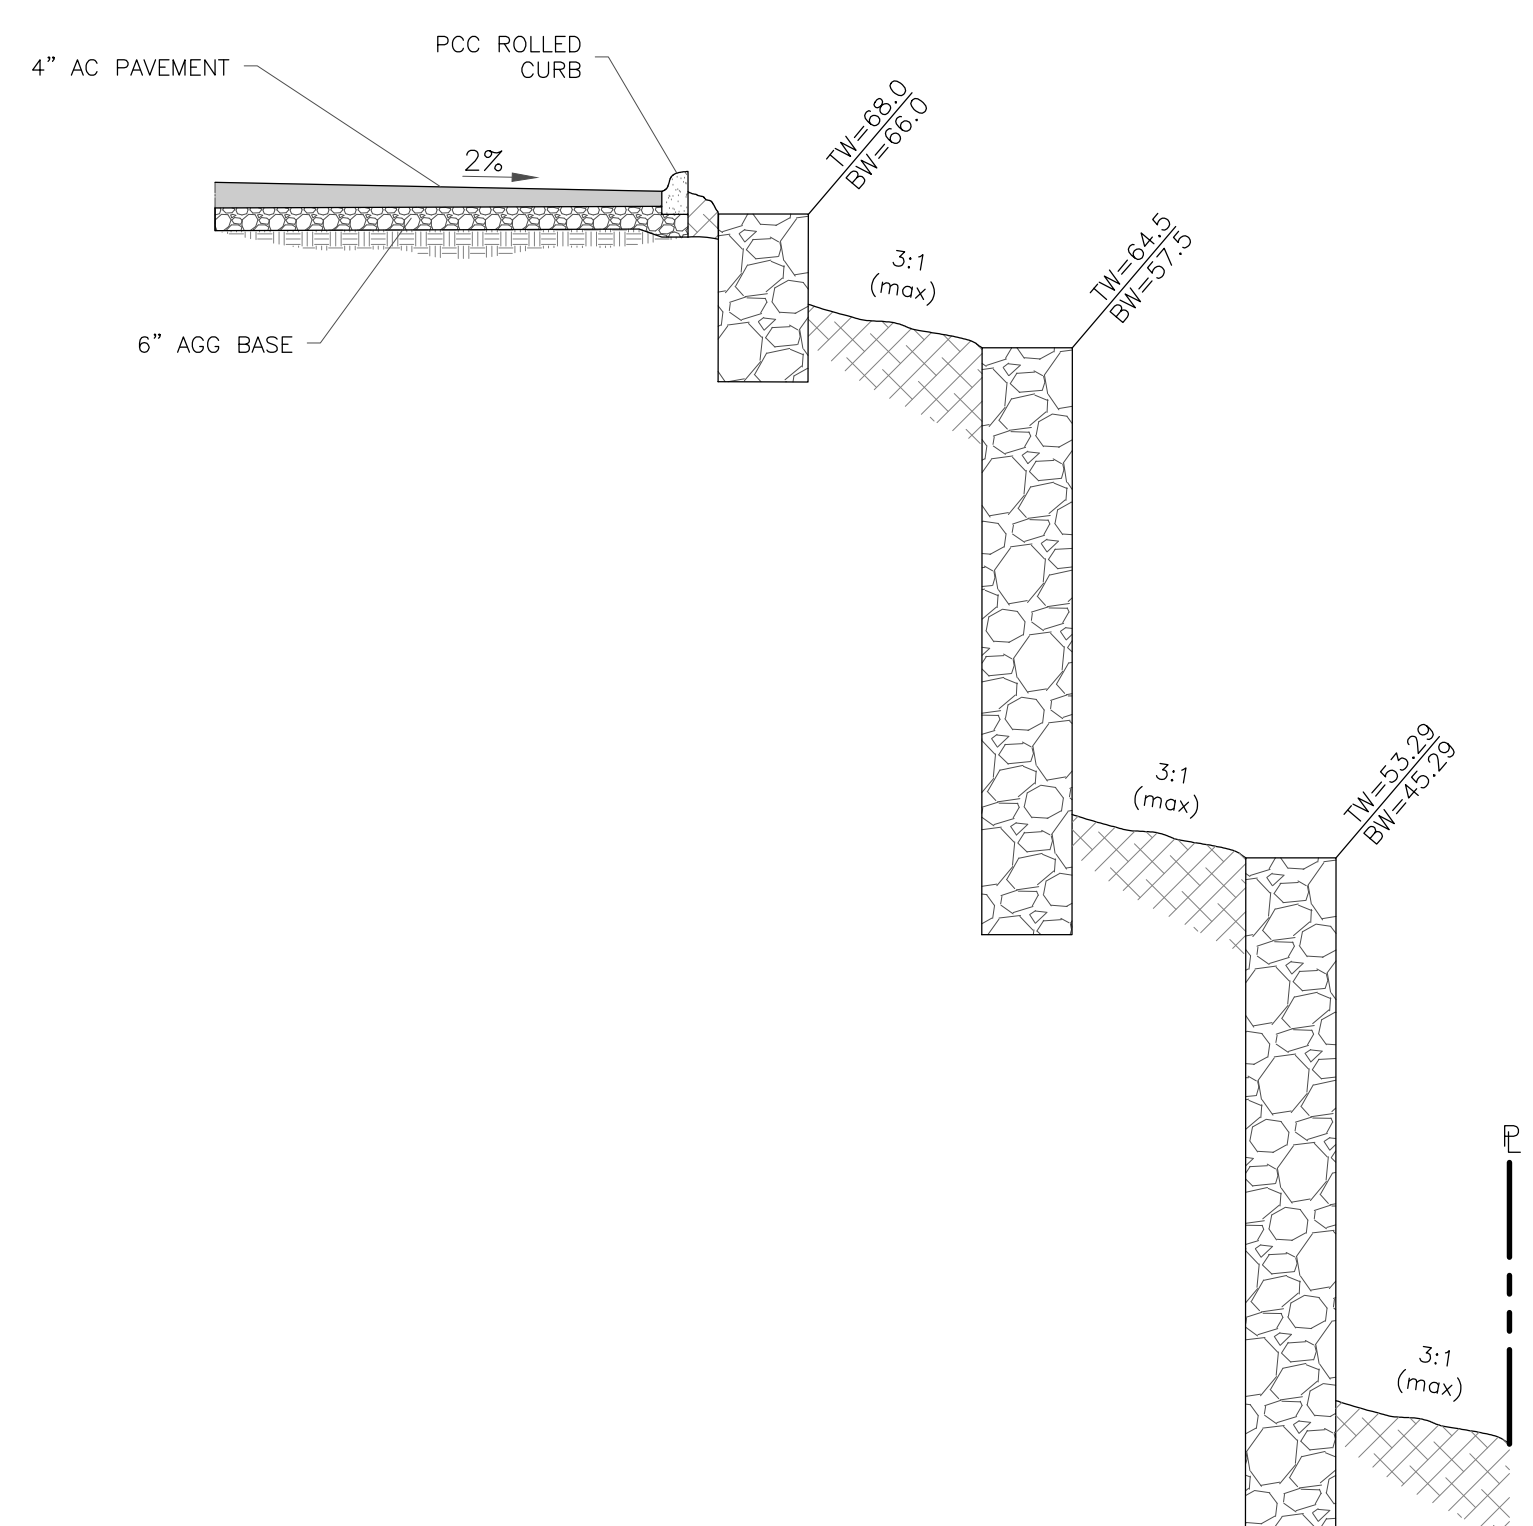 PCC ROLLED
CURB
4” AC PAVEMENT
2%
TW=68.0
BW=66.0
6” AGG BASE
3:1
(max)
TW=64.5
BW=57.5
3:1
(max)
TW=53.29
BW=45.29
PL
3:1
(max)